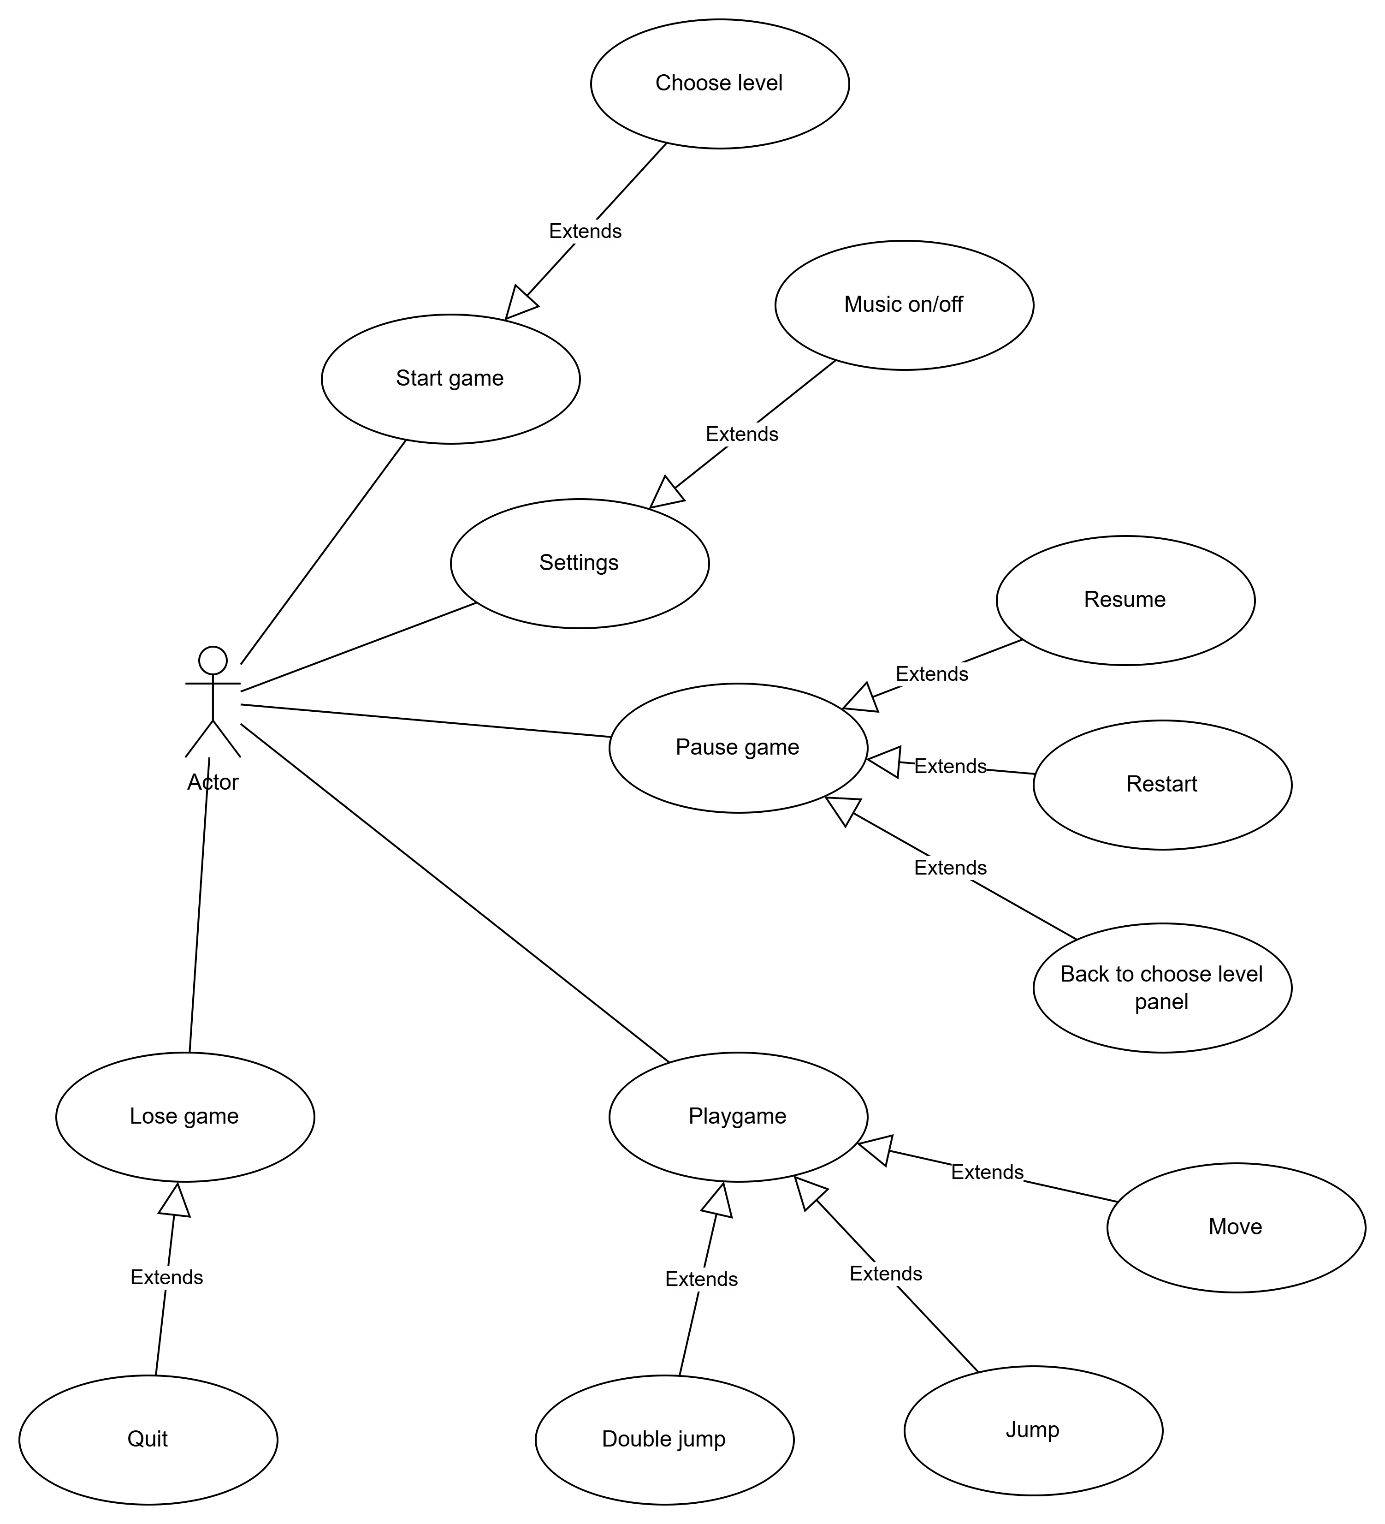 Choose level
Extends
Music on/off
Start game
Extends
Settings
Resume
Extends
Pause game
Extends
Restart
Actor
Extends
Back to choose level
panel
Lose game
Playgame
Extends
Move
Extends
Extends
Extends
Quit
Double jump
Jump